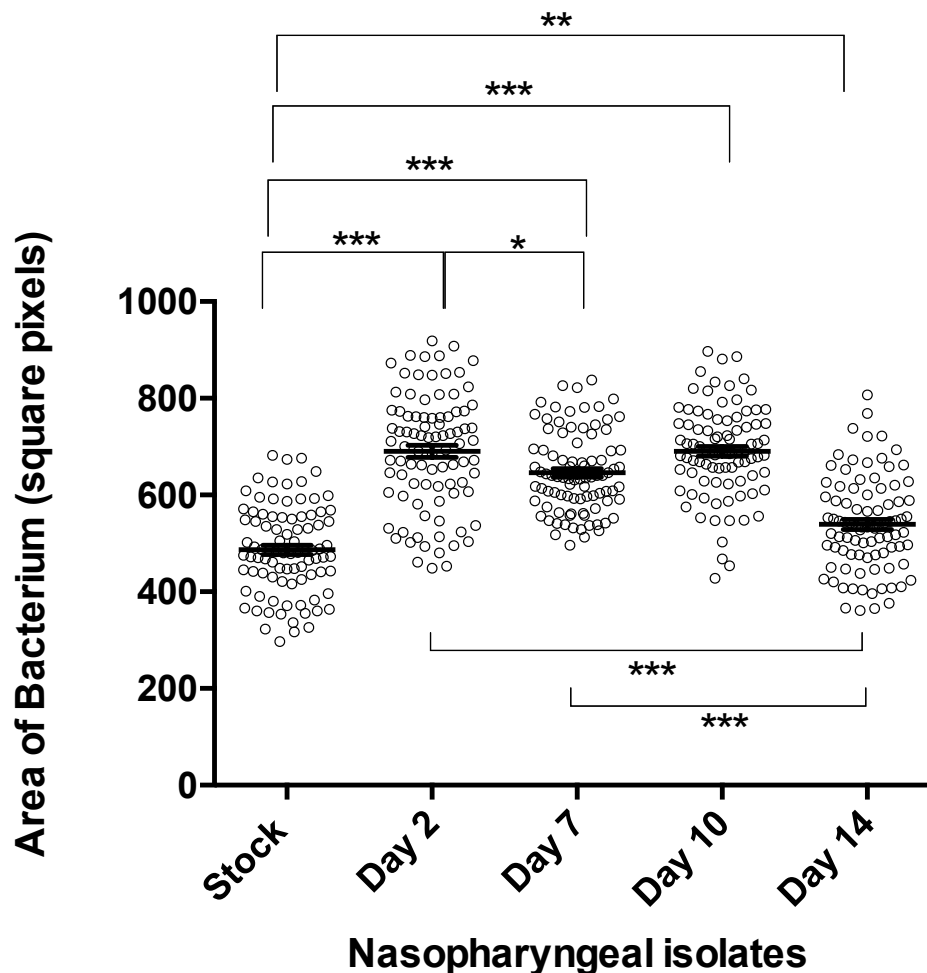 **
***
***
*** *
1000
800
600
400
200
0
***
***
Area of Bacterium (square pixels)
Stock
Day 2
Day 7
Day 10
Day 14
Nasopharyngeal isolates